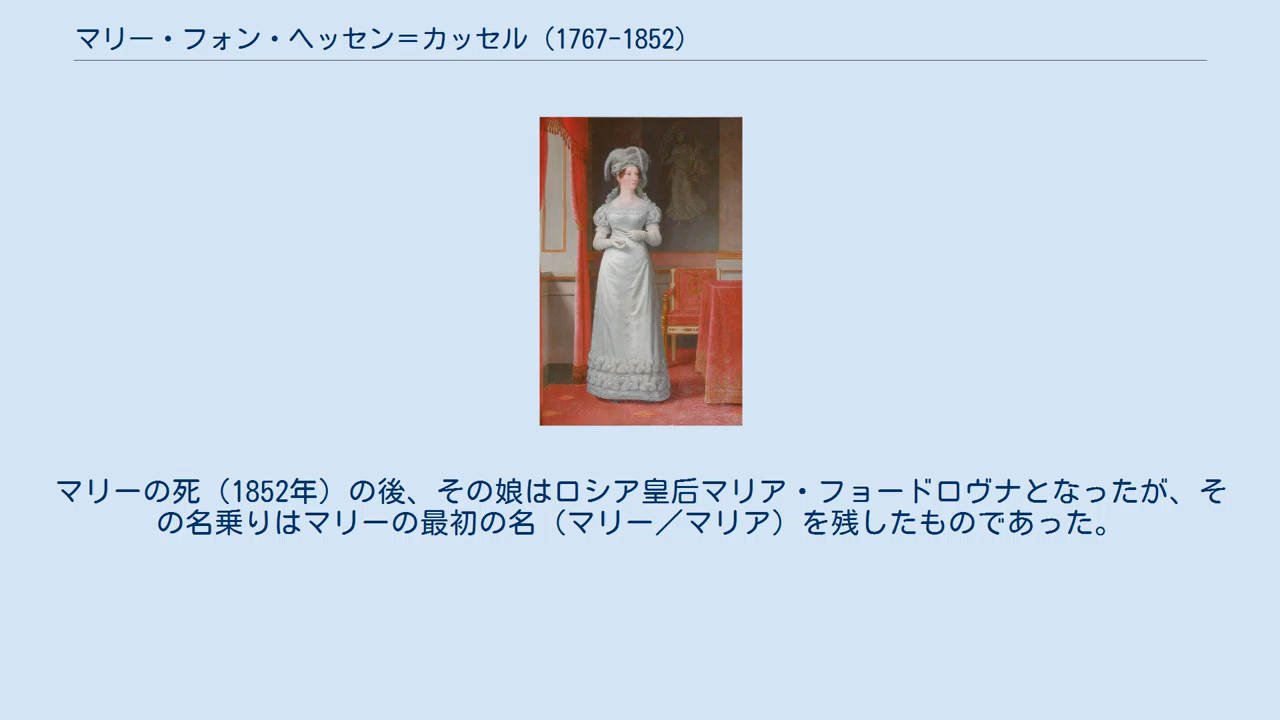 マリー・フォン・ヘッセン＝カッセル（1767-1852）
マリーの死（1852年）の後、その娘はロシア皇后マリア・フョードロヴナとなったが、そ
の名乗りはマリーの最初の名（マリー／マリア）を残したものであった。